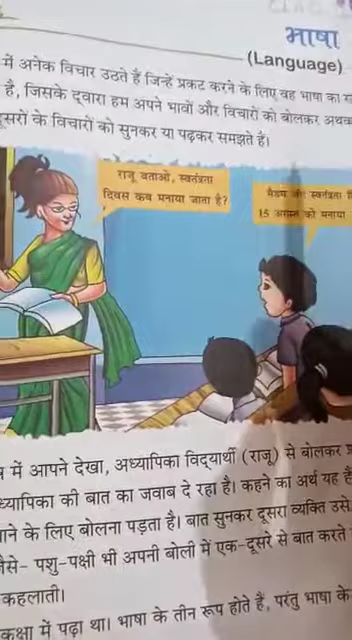 भाषा
(Language)
में अनेक विचार उठते हैं जिन्हें प्रकट करने के लिए वह भाषा का
है, जिसके द्वारा हम अपने भावों और विचारों को बोलकर
दूसरों के विचारों को सुनकर या पढ़कर समझते हैं।
राजू बताओ, स्वतंत्रता
दिवस कब मनाया जाता है?
मैडम जी स्वतंत्रता
15 अगस्त को मनाया
में आपने देखा, अध्यापिका विद्यार्थी (राजू) से बोलकर
की बात का जवाब दे रहा है। कहने का अर्थ यह है
के लिए बोलना पड़ता है। बात सुनकर दूसरा व्यक्ति उसे
जैसे- पशु-पक्षी भी अपनी बोली में एक-दूसरे से बात करते
कहलाती।
कक्षा में पढ़ा था। भाषा के तीन रूप होते हैं, परंतु भाषा के